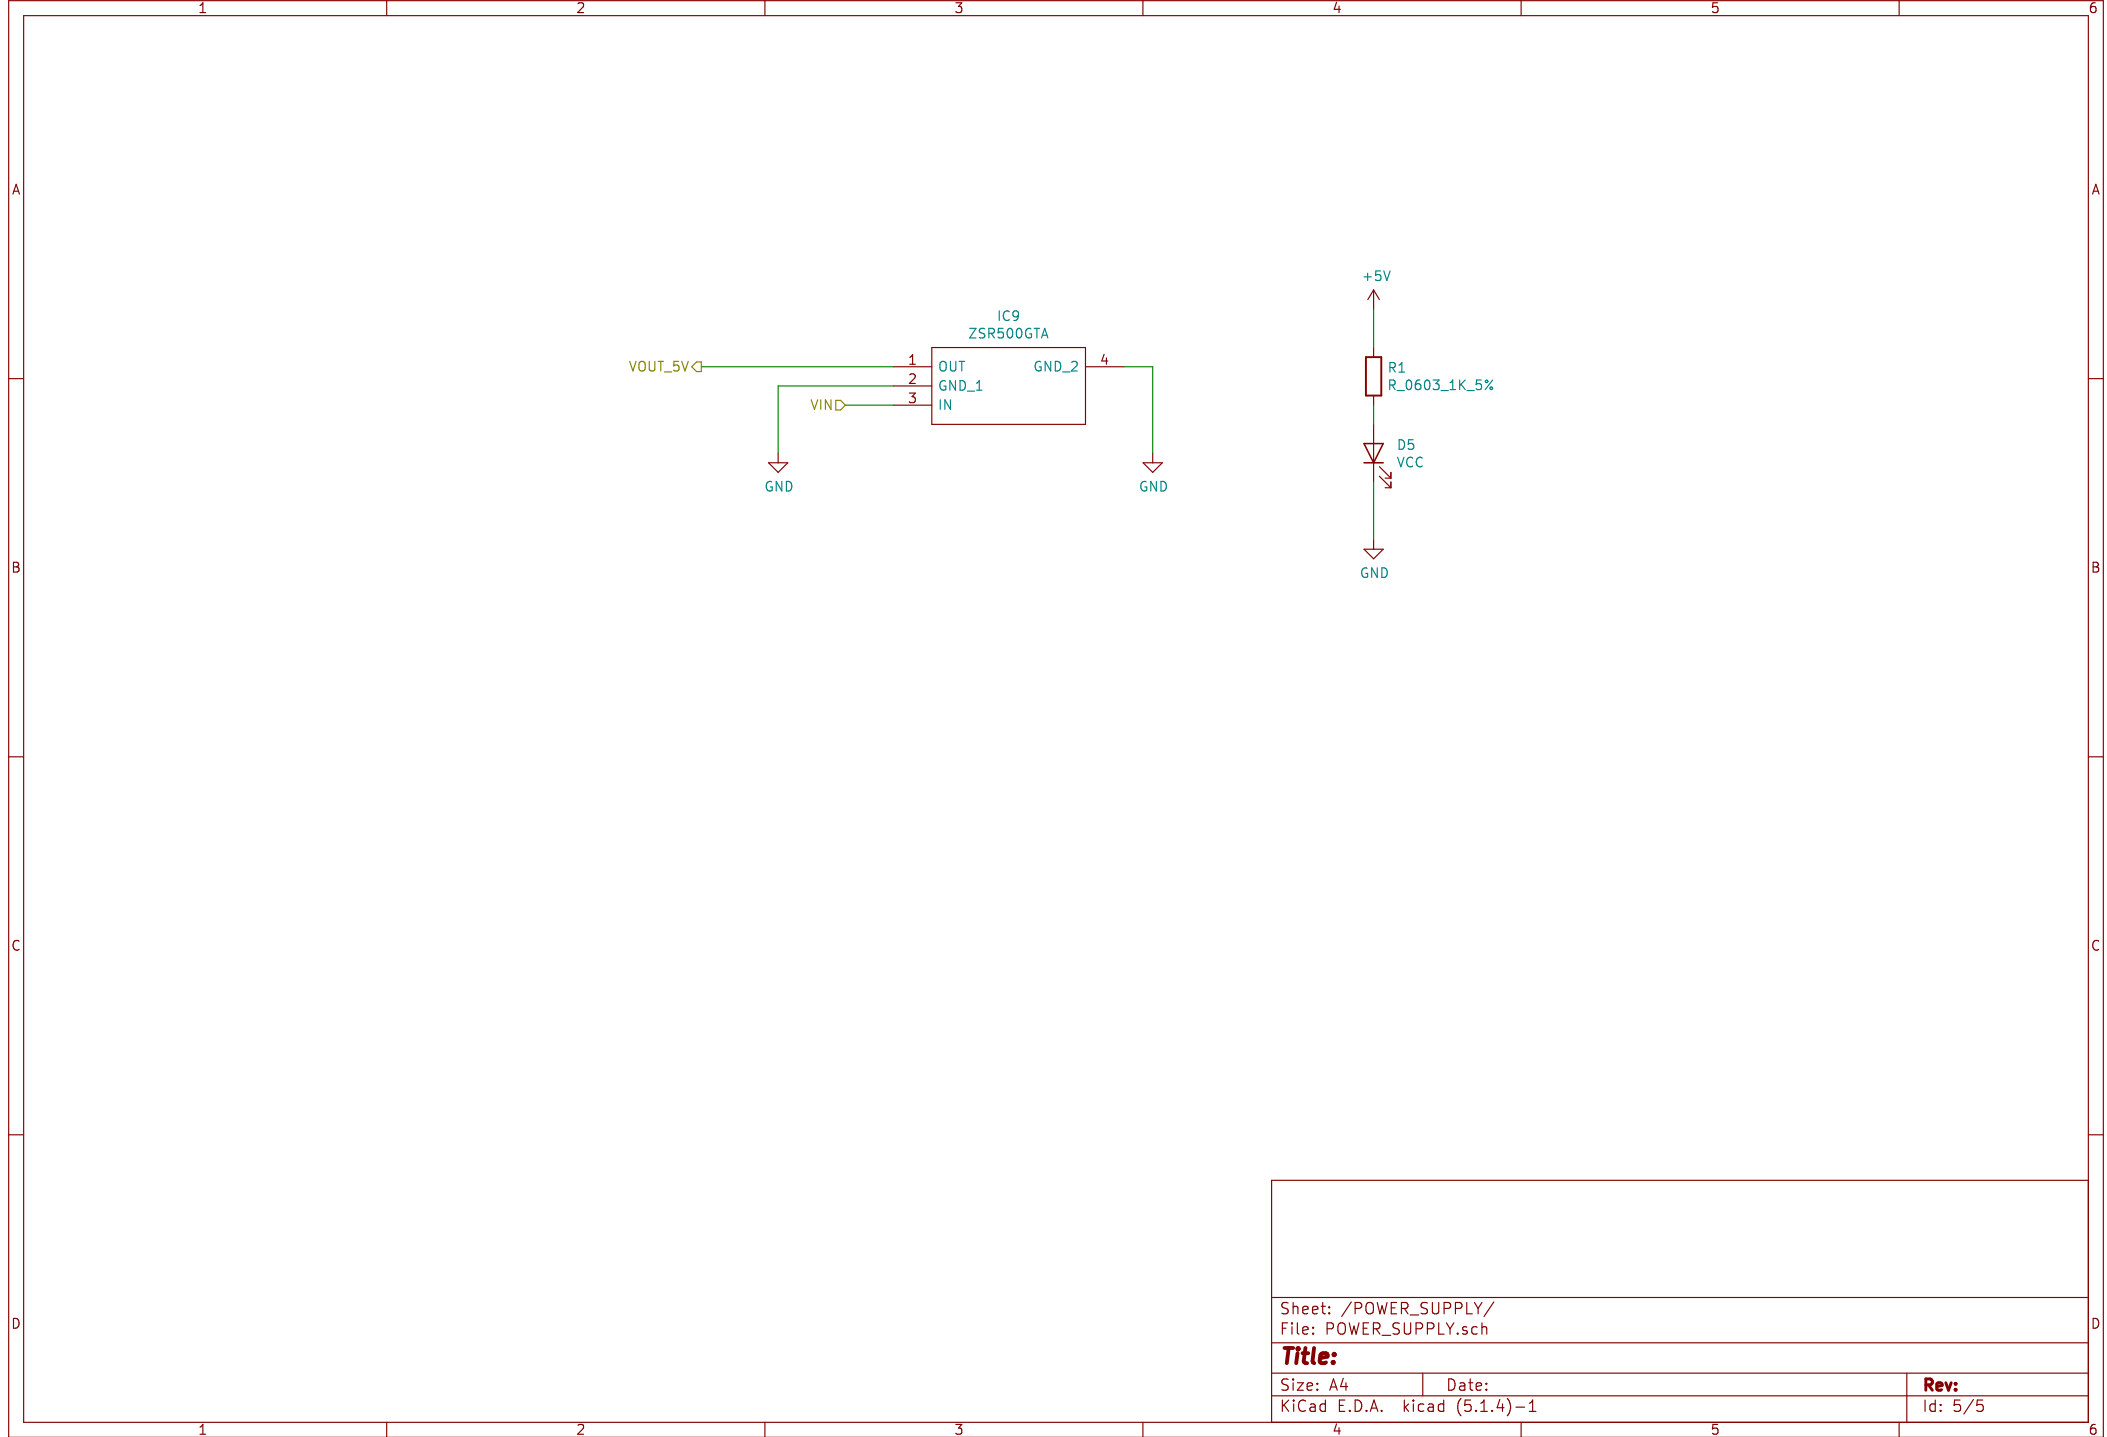 1 2 3 4 5 6
A A
+5V
IC9
ZSR500GTA
VOUT_5V 1 OUT GND_2 4
R1
2 GND_1
R_0603_1K_5%
VIN 3 IN
D5
VCC
GND GND
GND
B B
C C
Sheet: /POWER_SUPPLY/
D D
File: POWER_SUPPLY.sch
Title:
Size: A4 Date: Rev:
KiCad E.D.A. kicad (5.1.4)-1 Id: 5/5
1 2 3 4 5 6